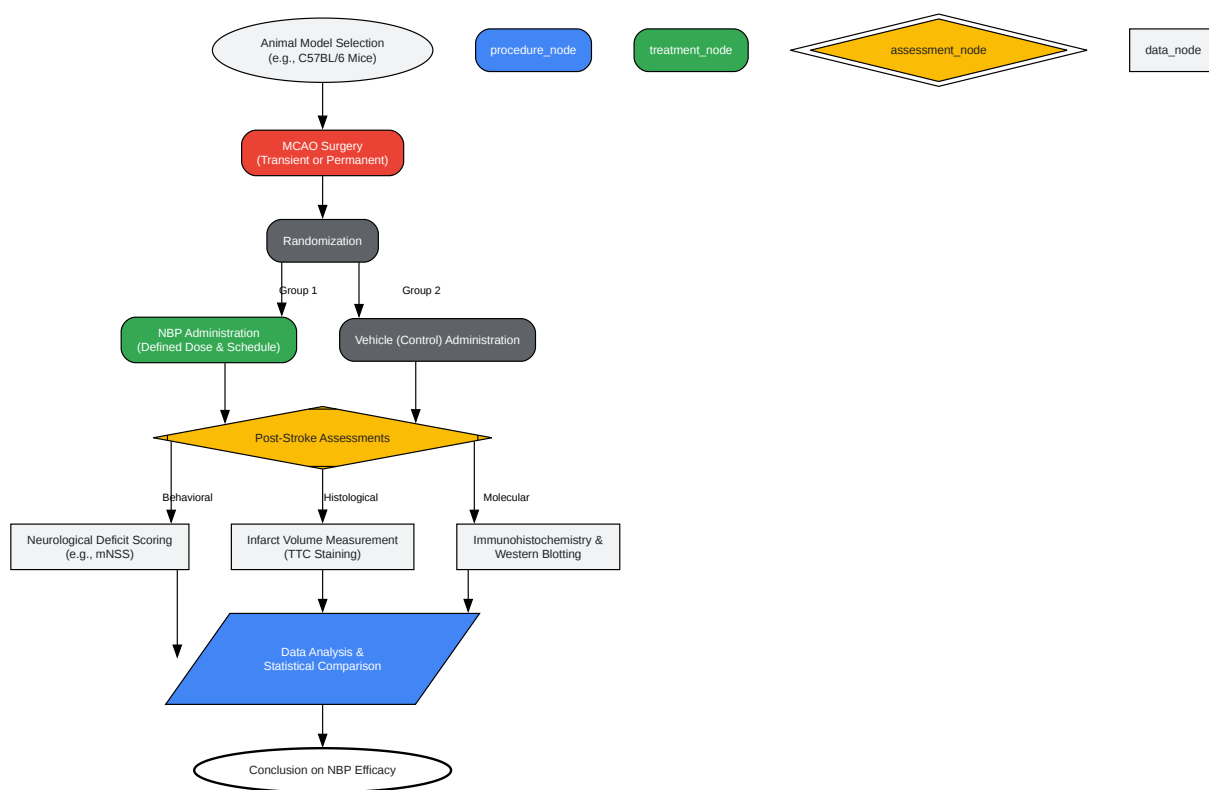 Animal Model Selection
(e.g., C57BL/6 Mice)
procedure_node
treatment_node
assessment_node
data_node
MCAO Surgery
(Transient or Permanent)
Randomization
Group 1
Group 2
NBP Administration
(Defined Dose & Schedule)
Vehicle (Control) Administration
Post-Stroke Assessments
Behavioral
Histological
Molecular
Neurological Deficit Scoring
(e.g., mNSS)
Infarct Volume Measurement
(TTC Staining)
Immunohistochemistry &
Western Blotting
Data Analysis &
Statistical Comparison
Conclusion on NBP Efficacy